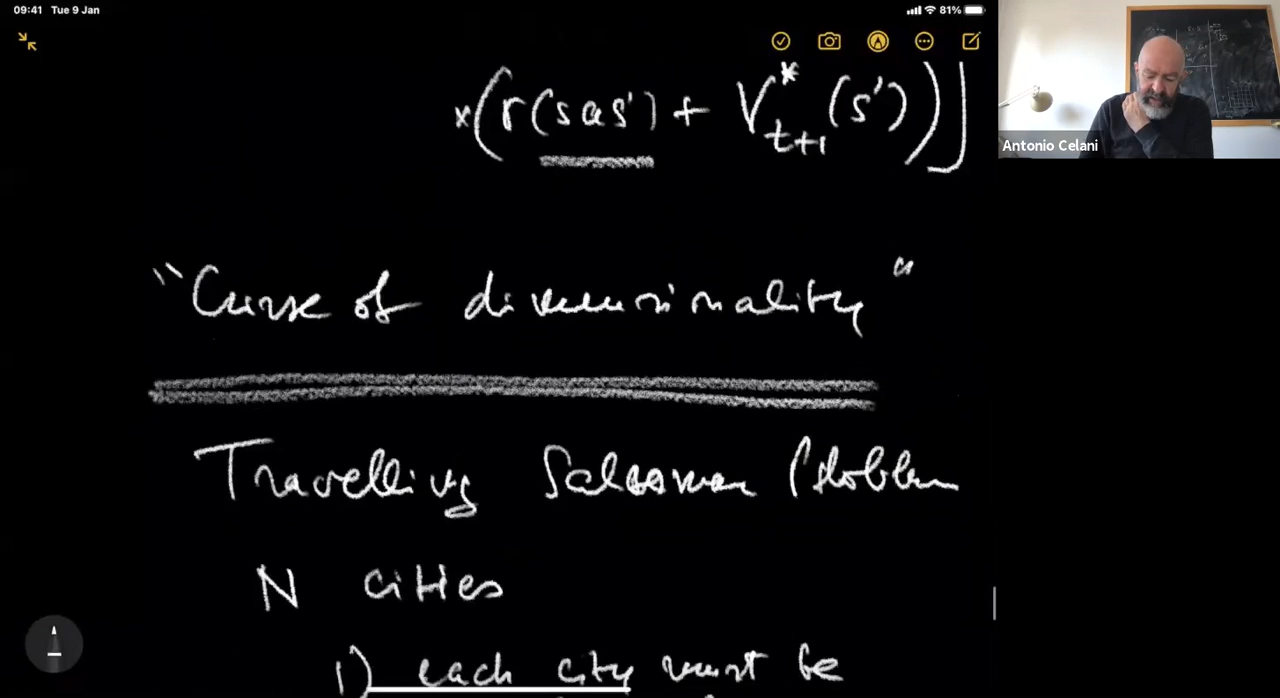 09:41 Tue 9 Jan
81%
*(r(sas') + V*t+1(s'))]
Antonio Celani
"Curse of dimensionality"
Travelling Salesman Problem
N cities
1) each city must be